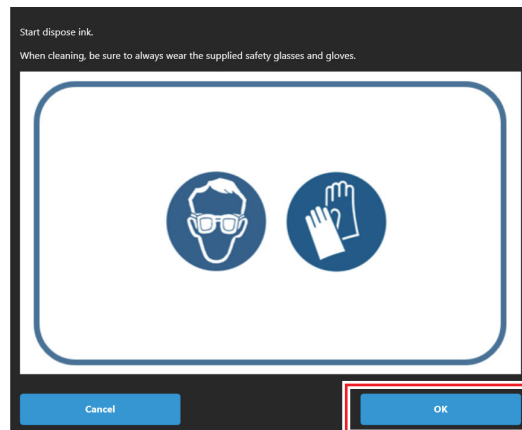 Start dispose ink.
When cleaning, be sure to always wear the supplied safety glasses and gloves.
Cancel
OK